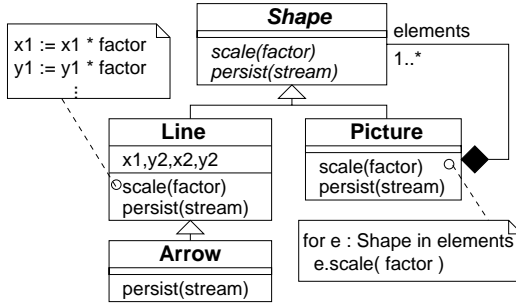 Shape
scale(factor)
persist(stream)
elements
1..*
x1 := x1 * factor
y1 := y1 * factor
⋮
Line
x1,y2,x2,y2
scale(factor)
persist(stream)
Picture
scale(factor)
persist(stream)
Arrow
persist(stream)
for e : Shape in elements
e.scale( factor )